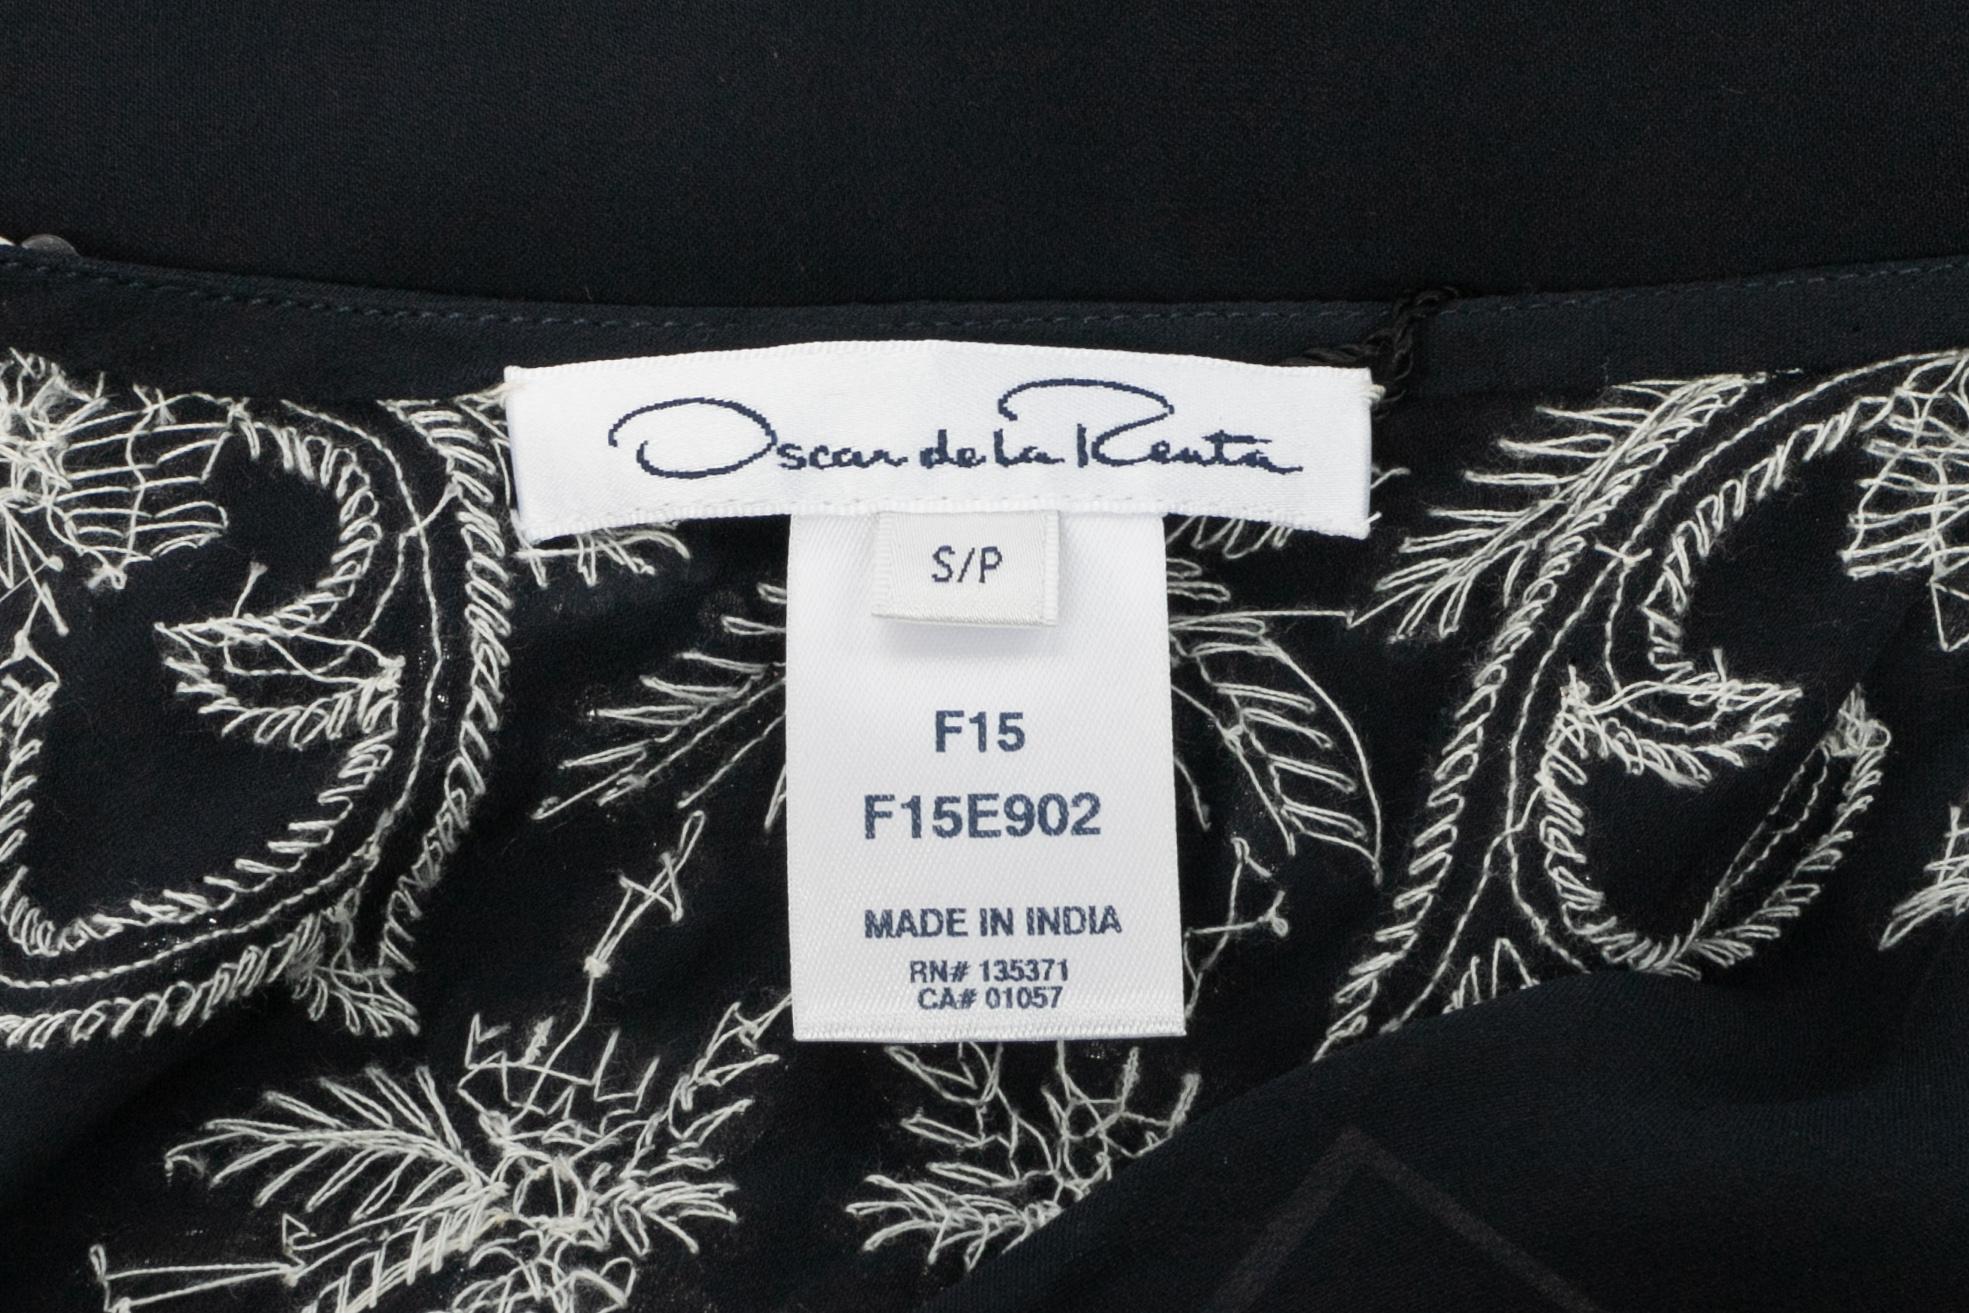 Oscar de la Renta
S/P
F15
F15E902
MADE IN INDIA
RN# 135371
CA# 01057